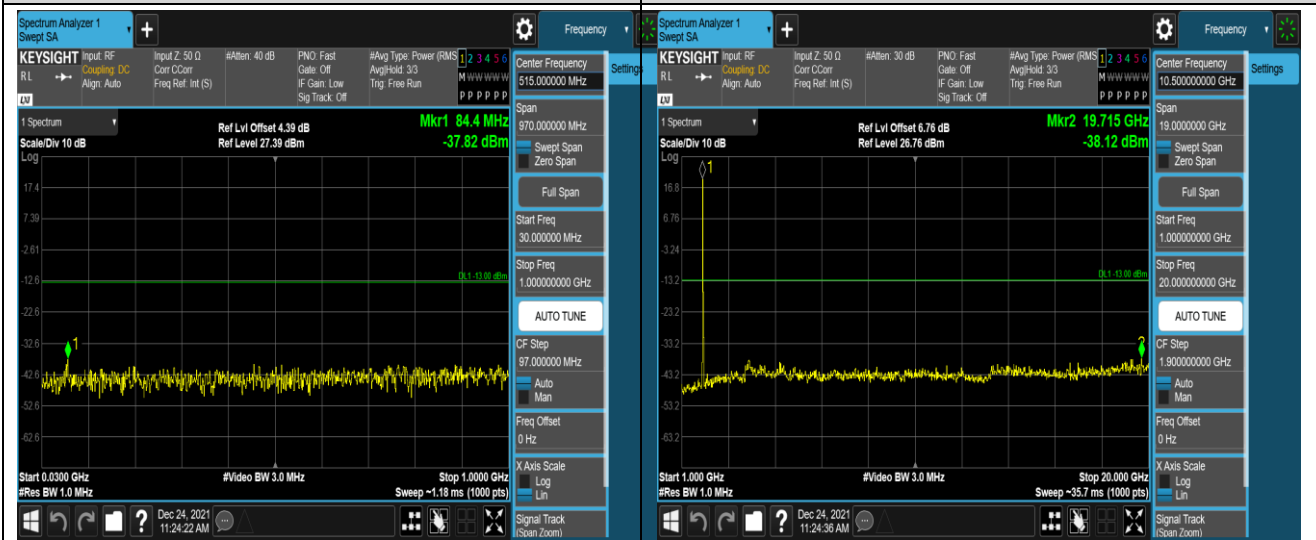 Spectrum Analyzer 1
Swept SA
+
Frequency
KEYSIGHT
Input: RF
Coupling: DC
Align: Auto
Input Z: 50 Ω
Corr CCorr
Freq Ref: Int (S)
#Atten: 40 dB
PNO: Fast
Gate: Off
IF Gain: Low
Sig Track: Off
#Avg Type: Power (RMS
Avg|Hold: 3/3
Trig: Free Run
1 2 3 4 5 6
M W W W W W
P P P P P P
RL
LXI
Center Frequency
515.000000 MHz
Settings
1 Spectrum
Ref Lvl Offset 4.39 dB
Mkr1 84.4 MHz
Scale/Div 10 dB
Ref Level 27.39 dBm
-37.82 dBm
Log
17.4
7.39
-2.61
-12.6
-22.6
-32.6
-42.6
-52.6
-62.6
DL1 -13.00 dBm
1
Span
970.000000 MHz
Swept Span
Zero Span
Full Span
Start Freq
30.000000 MHz
Stop Freq
1.000000000 GHz
AUTO TUNE
CF Step
97.000000 MHz
Auto
Man
Freq Offset
0 Hz
X Axis Scale
Log
Lin
Signal Track
(Span Zoom)
Start 0.0300 GHz
#Video BW 3.0 MHz
Stop 1.0000 GHz
#Res BW 1.0 MHz
Sweep ~1.18 ms (1000 pts)
?
Dec 24, 2021
11:24:22 AM
Spectrum Analyzer 1
Swept SA
+
Frequency
KEYSIGHT
Input: RF
Coupling: DC
Align: Auto
Input Z: 50 Ω
Corr CCorr
Freq Ref: Int (S)
#Atten: 30 dB
PNO: Fast
Gate: Off
IF Gain: Low
Sig Track: Off
#Avg Type: Power (RMS
Avg|Hold: 3/3
Trig: Free Run
1 2 3 4 5 6
M W W W W W
P P P P P P
RL
LXI
Center Frequency
10.500000000 GHz
Settings
1 Spectrum
Ref Lvl Offset 6.76 dB
Mkr2 19.715 GHz
Scale/Div 10 dB
Ref Level 26.76 dBm
-38.12 dBm
Log
16.8
6.76
-3.24
-13.2
-23.2
-33.2
-43.2
-53.2
-63.2
DL1 -13.00 dBm
1
Span
19.0000000 GHz
Swept Span
Zero Span
Full Span
Start Freq
1.000000000 GHz
Stop Freq
20.000000000 GHz
AUTO TUNE
CF Step
1.900000000 GHz
Auto
Man
Freq Offset
0 Hz
X Axis Scale
Log
Lin
Signal Track
(Span Zoom)
Start 1.000 GHz
#Video BW 3.0 MHz
Stop 20.000 GHz
#Res BW 1.0 MHz
Sweep ~35.7 ms (1000 pts)
?
Dec 24, 2021
11:24:36 AM